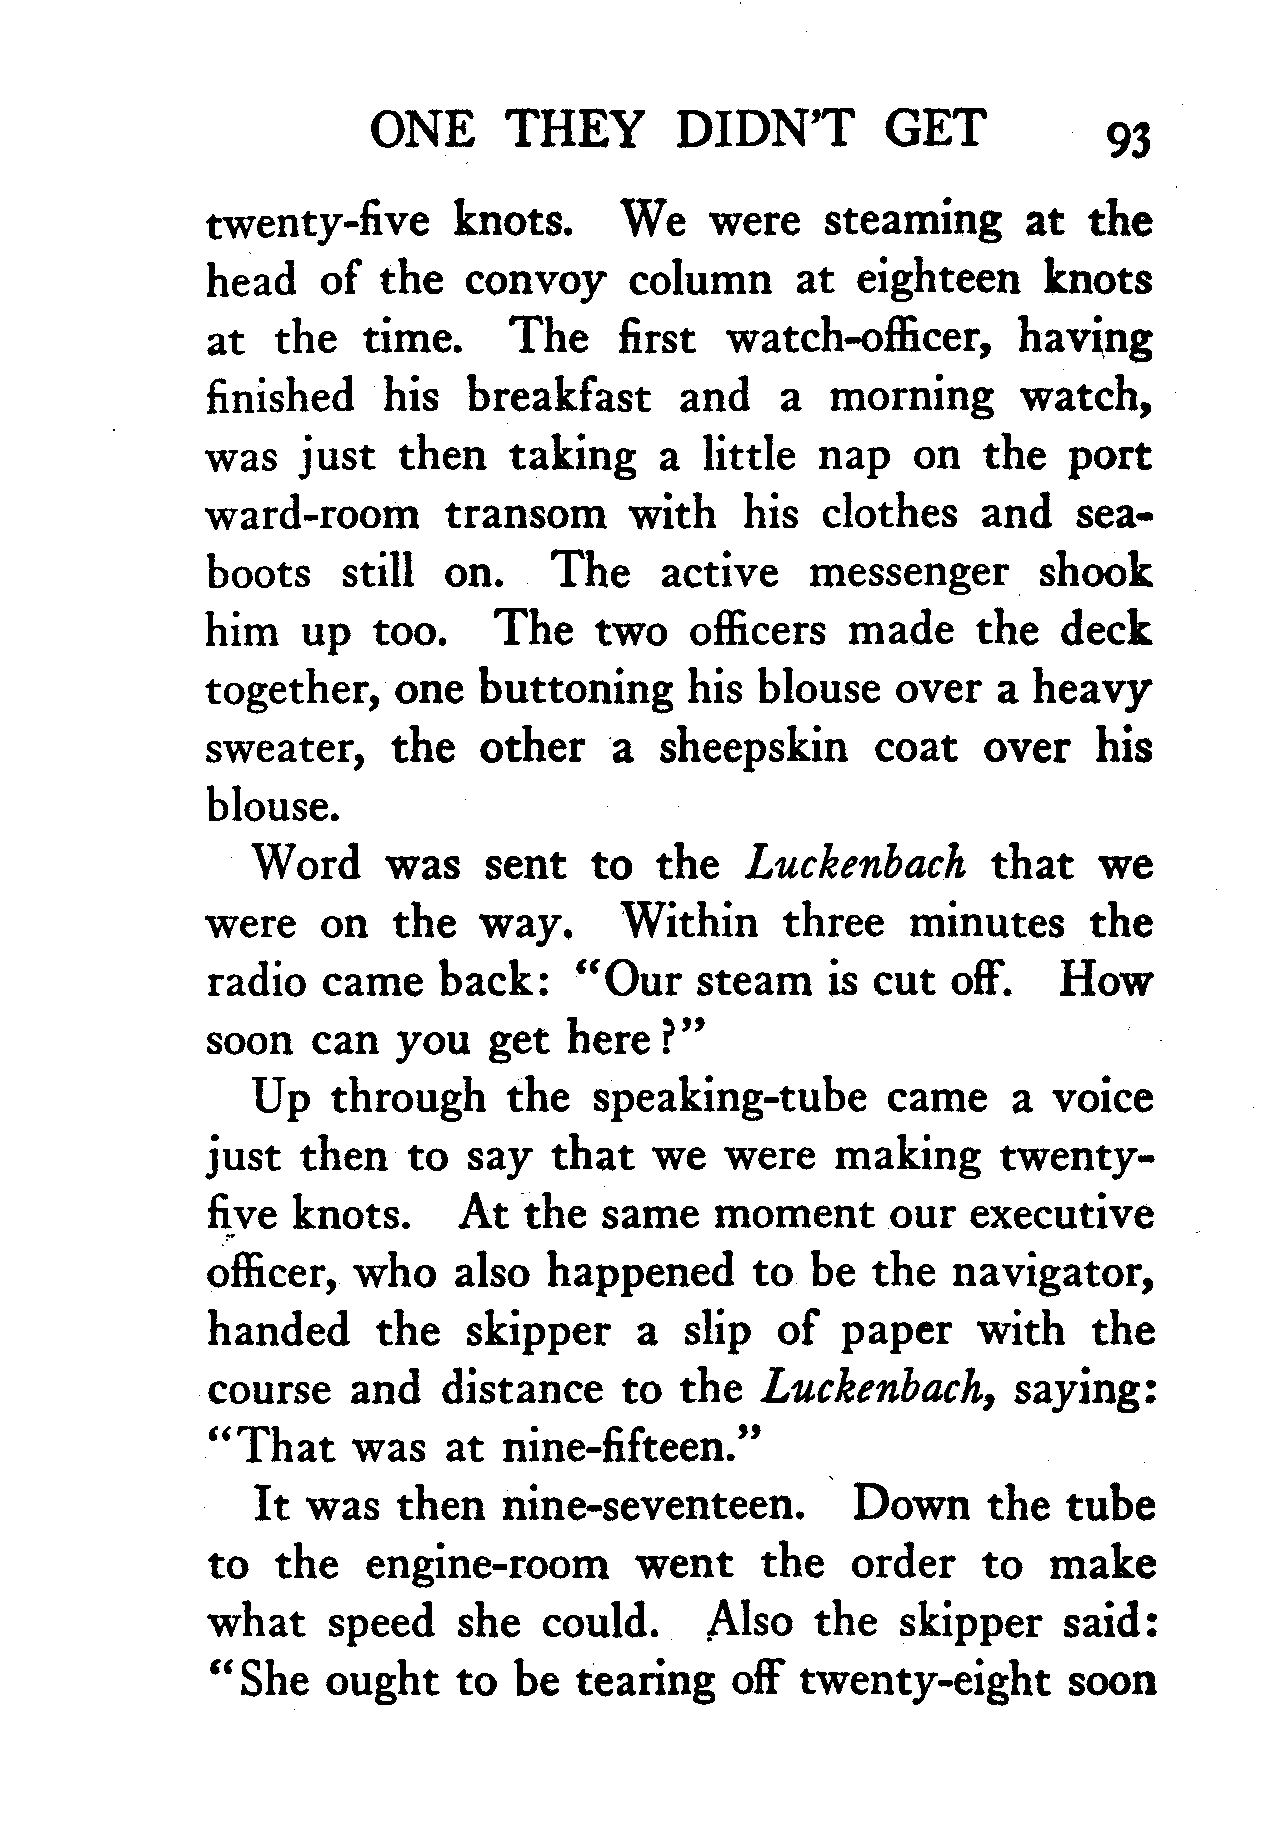 ONE THEY DIDN'T GET 93
twenty-five knots. We were steaming at the
head of the convoy column at eighteen knots
at the time. The first watch-officer, having
finished his breakfast and a morning watch,
was just then taking a little nap on the port
ward-room transom with his clothes and sea-
boots still on. The active messenger shook
him up too. The two officers made the deck
together, one buttoning his blouse over a heavy
sweater, the other a sheepskin coat over his
blouse.
Word was sent to the Luckenbach that we
were on the way. Within three minutes the
radio came back: “Our steam is cut off. How
soon can you get here?”
Up through the speaking-tube came a voice
just then to say that we were making twenty-
five knots. At the same moment our executive
officer, who also happened to be the navigator,
handed the skipper a slip of paper with the
course and distance to the Luckenbach, saying:
“That was at nine-fifteen.”
It was then nine-seventeen. Down the tube
to the engine-room went the order to make
what speed she could. Also the skipper said:
“She ought to be tearing off twenty-eight soon